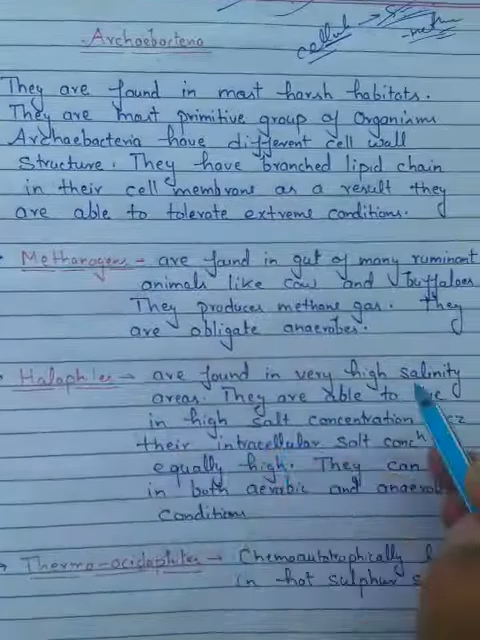 Archaebacteria
They are found in most harsh habitats.
They are most primitive group of Organisms
Archaebacteria have different cell wall
Structure. They have branched lipid chain
in their cell membrane as a result they
are able to tolerate extreme conditions.
Methanogens - are found in gut of many ruminant
animals like cow and buffaloes
They produces methane gas. They
are obligate anaerobes.
Halophiles → are found in very high salinity
areas. They are able to
in high salt concentration
their intracellular salt concⁿ
equally high. They can
in both aerobic and
conditions
Thermo-acidophiles → Chemoautotrophically
in hot sulphur